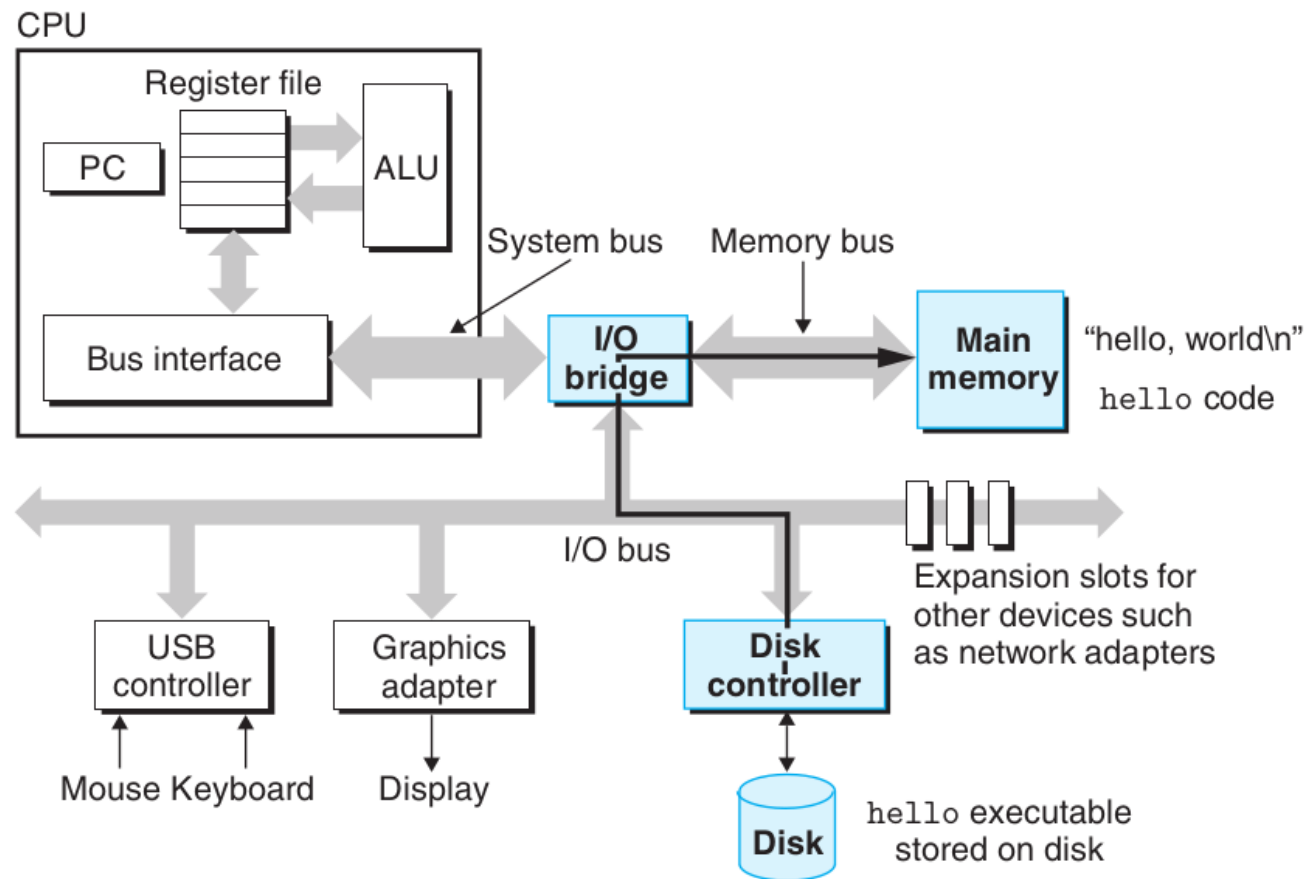 CPU
Register file
PC
ALU
System bus
Memory bus
Bus interface
I/O
bridge
Main
memory
“hello, world\n”
hello code
I/O bus
Expansion slots for
other devices such
as network adapters
USB
controller
Graphics
adapter
Disk
controller
Mouse Keyboard
Display
Disk
hello executable
stored on disk